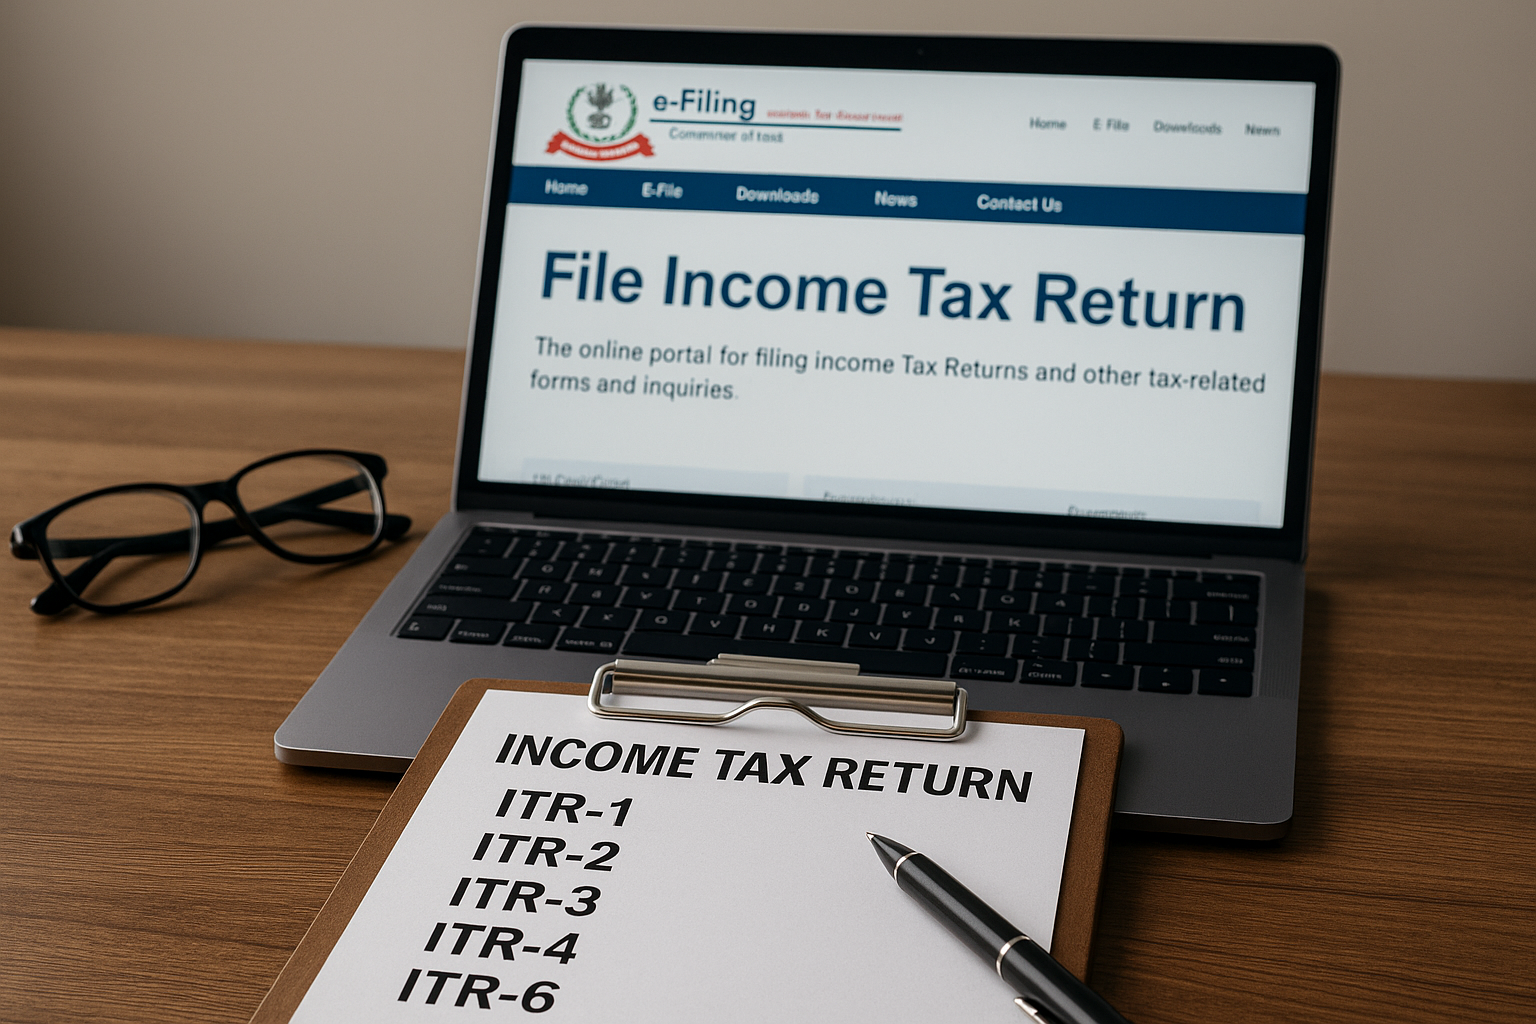 e-Filing
Home E File Downloads News
Home E-File Downloads News Contact Us
File Income Tax Return
The online portal for filing income Tax Returns and other tax-related
forms and inquiries.
INCOME TAX RETURN
ITR-1
ITR-2
ITR-3
ITR-4
ITR-6